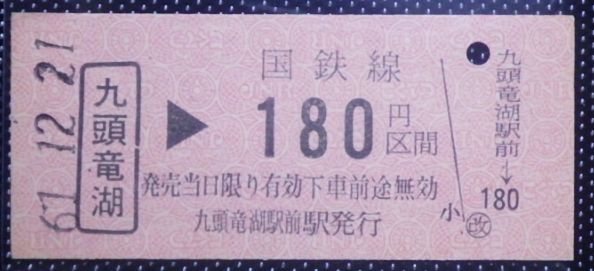 61.12.21
九頭竜湖
国鉄線
▶ 180円区間
発売当日限り有効下車前途無効
九頭竜湖駅前駅発行
九頭竜湖駅前→180
小 改